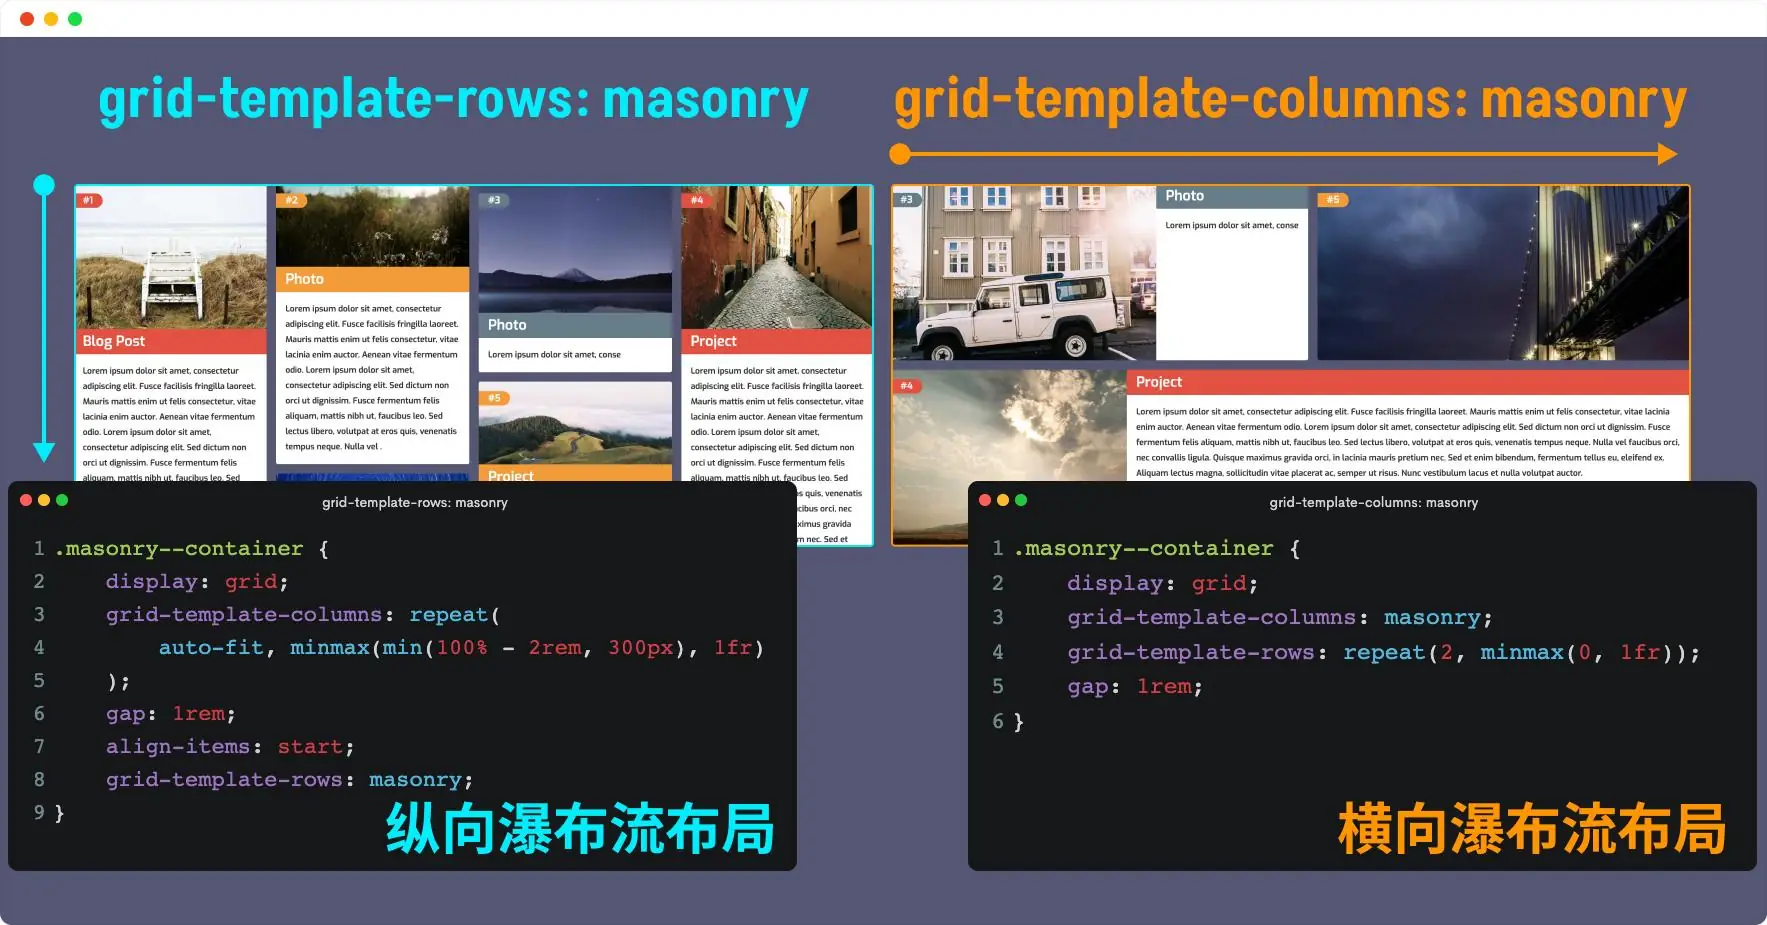 grid-template-rows: masonry
grid-template-columns: masonry
#1
Blog Post
Lorem ipsum dolor sit amet, consectetur
adipiscing elit. Fusce facilisis fringilla laoreet.
Mauris mattis enim ut felis consectetur, vitae
lacinia enim auctor. Aenean vitae fermentum
odio. Lorem ipsum dolor sit amet,
consectetur adipiscing elit. Sed dictum non
orci ut dignissim. Fusce fermentum felis
aliquam, mattis nibh ut, faucibus leo. Sed
#2
Photo
Lorem ipsum dolor sit amet, consectetur
adipiscing elit. Fusce facilisis fringilla laoreet.
Mauris mattis enim ut felis consectetur, vitae
lacinia enim auctor. Aenean vitae fermentum
odio. Lorem ipsum dolor sit amet,
consectetur adipiscing elit. Sed dictum non
orci ut dignissim. Fusce fermentum felis
aliquam, mattis nibh ut, faucibus leo. Sed
lectus libero, volutpat at eros quis, venenatis
tempus neque. Nulla vel .
#3
Photo
Lorem ipsum dolor sit amet, conse
#5
Project
#4
Project
Lorem ipsum dolor sit amet, consectetur
adipiscing elit. Fusce facilisis fringilla laoreet.
Mauris mattis enim ut felis consectetur, vitae
lacinia enim auctor. Aenean vitae fermentum
odio. Lorem ipsum dolor sit amet,
consectetur adipiscing elit. Sed dictum non
orci ut dignissim. Fusce fermentum felis
aliquam, mattis nibh ut, faucibus leo. Sed
s quis, venenatis
cibus orci, nec
ximus gravida
m nec. Sed et
#3
Photo
Lorem ipsum dolor sit amet, conse
#5
#4
Project
Lorem ipsum dolor sit amet, consectetur adipiscing elit. Fusce facilisis fringilla laoreet. Mauris mattis enim ut felis consectetur, vitae lacinia
enim auctor. Aenean vitae fermentum odio. Lorem ipsum dolor sit amet, consectetur adipiscing elit. Sed dictum non orci ut dignissim. Fusce
fermentum felis aliquam, mattis nibh ut, faucibus leo. Sed lectus libero, volutpat at eros quis, venenatis tempus neque. Nulla vel faucibus orci,
nec convallis ligula. Quisque maximus gravida orci, in lacinia mauris pretium nec. Sed et enim bibendum, fermentum tellus eu, eleifend ex.
Aliquam lectus magna, sollicitudin vitae placerat ac, semper ut risus. Nunc vestibulum lacus et nulla volutpat auctor.
grid-template-rows: masonry
1 .masonry--container {
2 display: grid;
3 grid-template-columns: repeat(
4 auto-fit, minmax(min(100% - 2rem, 300px), 1fr)
5 );
6 gap: 1rem;
7 align-items: start;
8 grid-template-rows: masonry;
9 }
纵向瀑布流布局
grid-template-columns: masonry
1 .masonry--container {
2 display: grid;
3 grid-template-columns: masonry;
4 grid-template-rows: repeat(2, minmax(0, 1fr));
5 gap: 1rem;
6 }
横向瀑布流布局